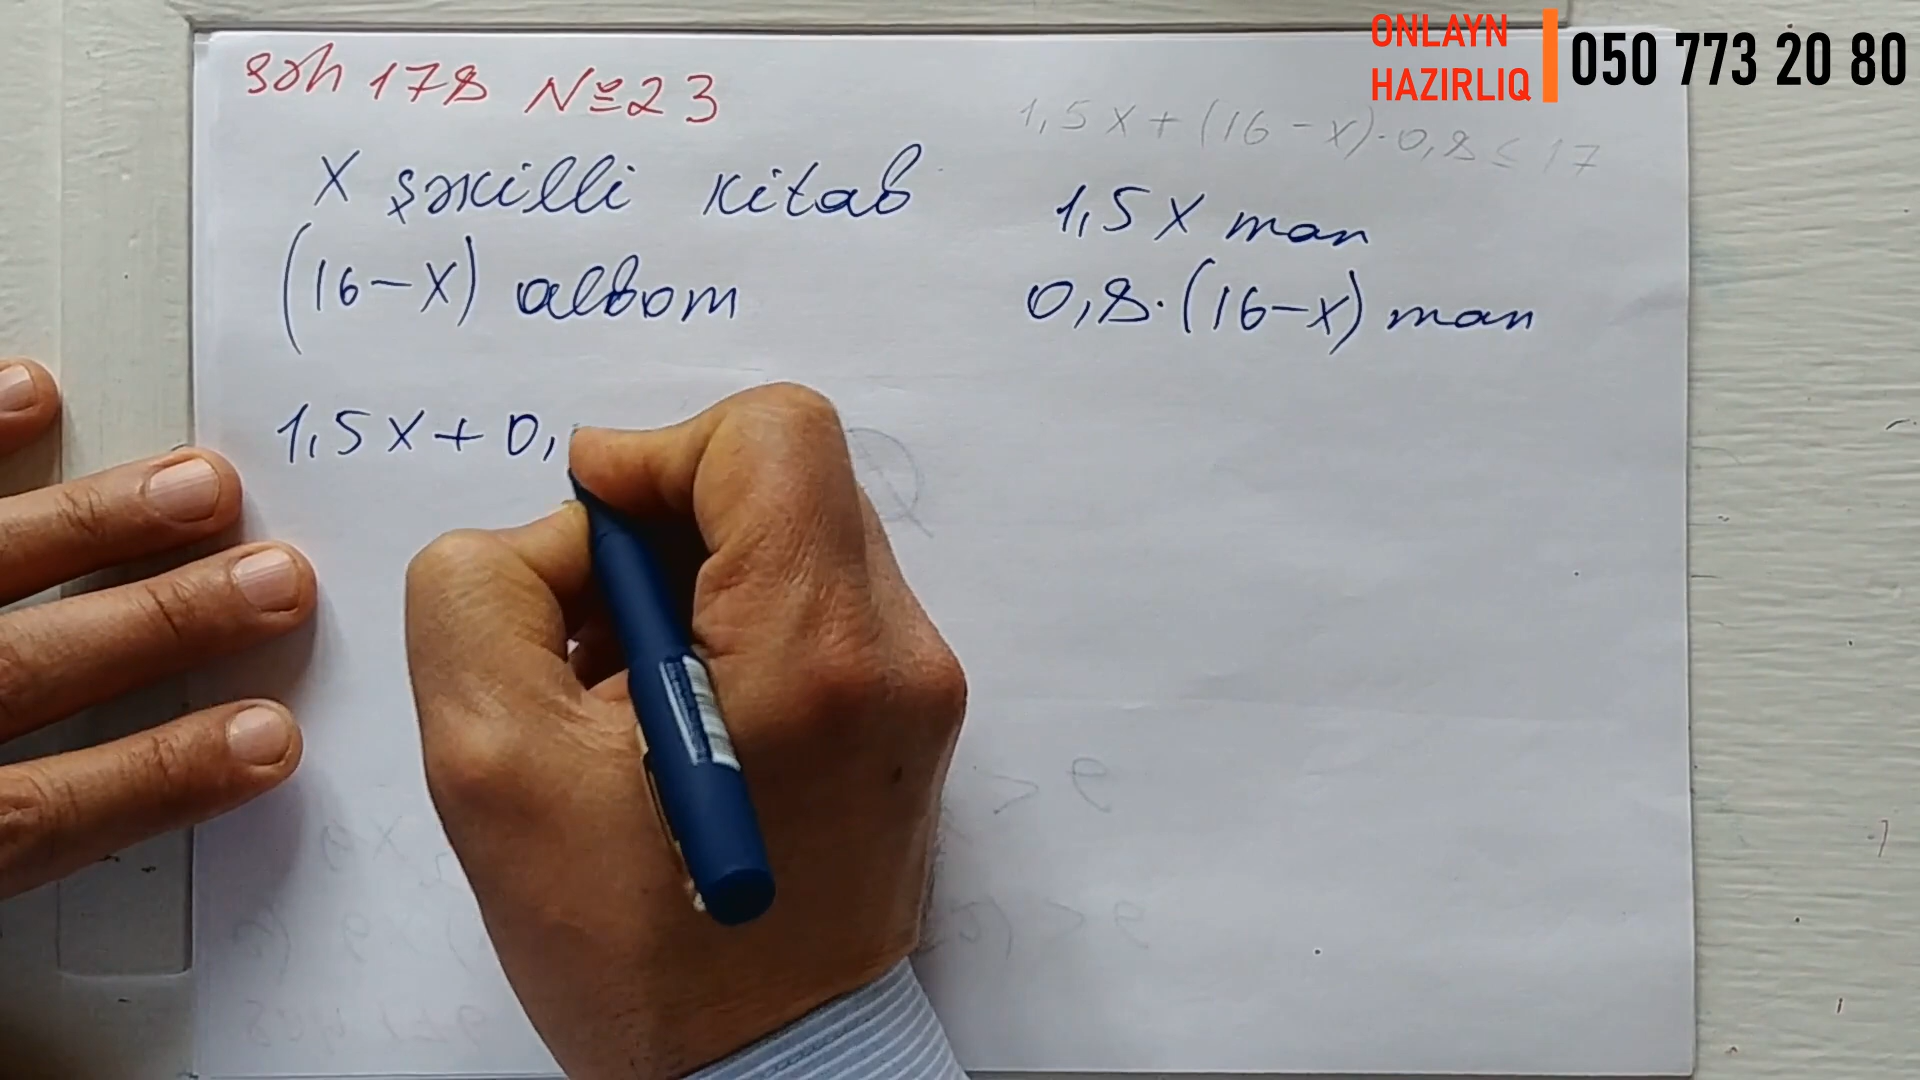 ONLAYN
HAZIRLIQ
050 773 20 80
səh 178 №23
1,5x+(16-x)·0,8≤17
x şəkilli kitab
1,5x man
(16-x) albom
0,8·(16-x) man
1,5x+0,